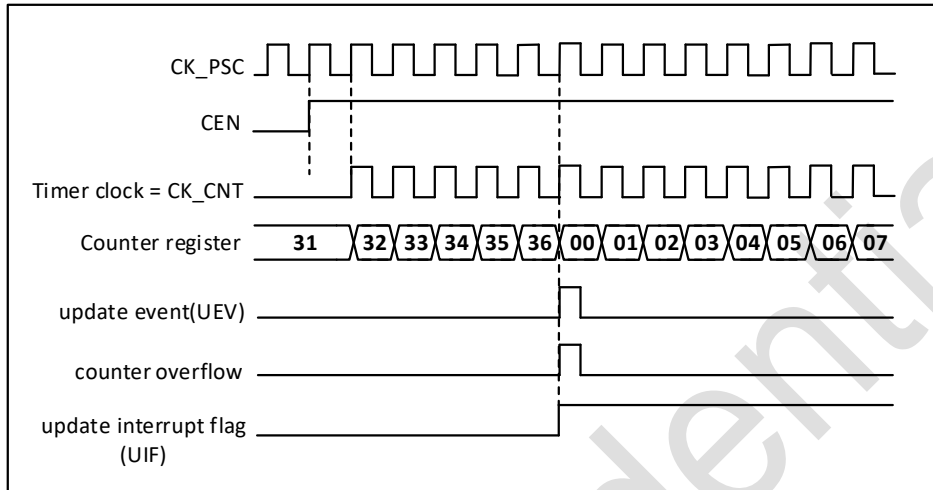 CK_PSC
CEN
Timer clock = CK_CNT
Counter register 31 32 33 34 35 36 00 01 02 03 04 05 06 07
update event(UEV)
counter overflow
update interrupt flag
(UIF)